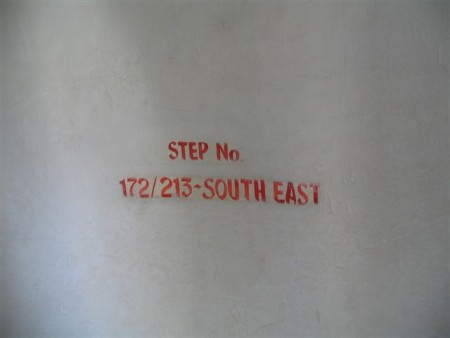 STEP No.
172/213-SOUTH EAST